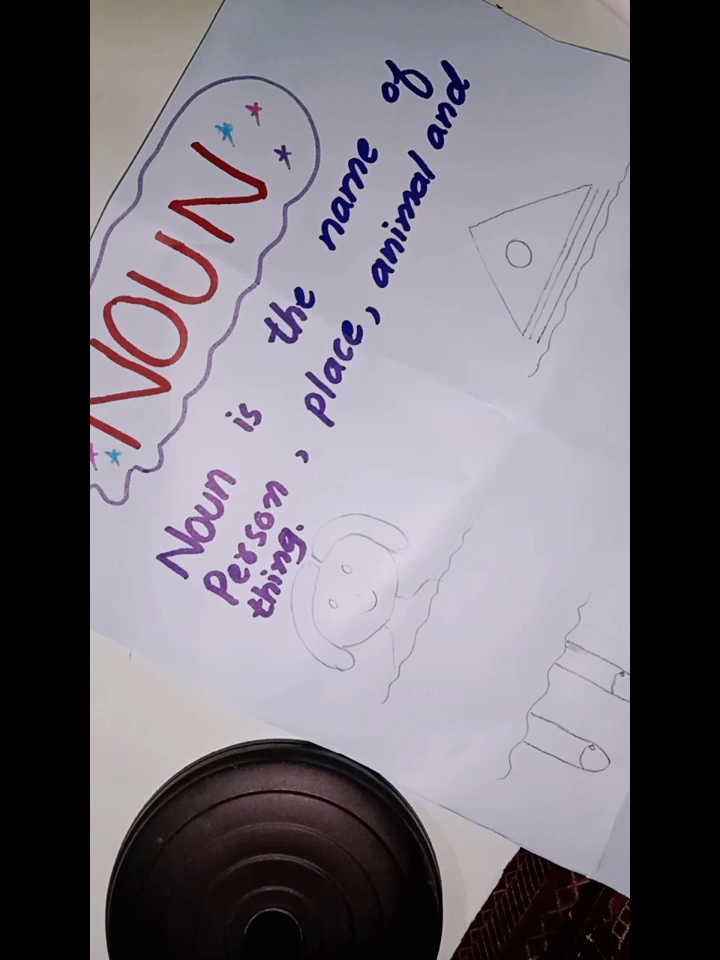 NOUN
Noun is the name of
Person, place, animal and
thing.